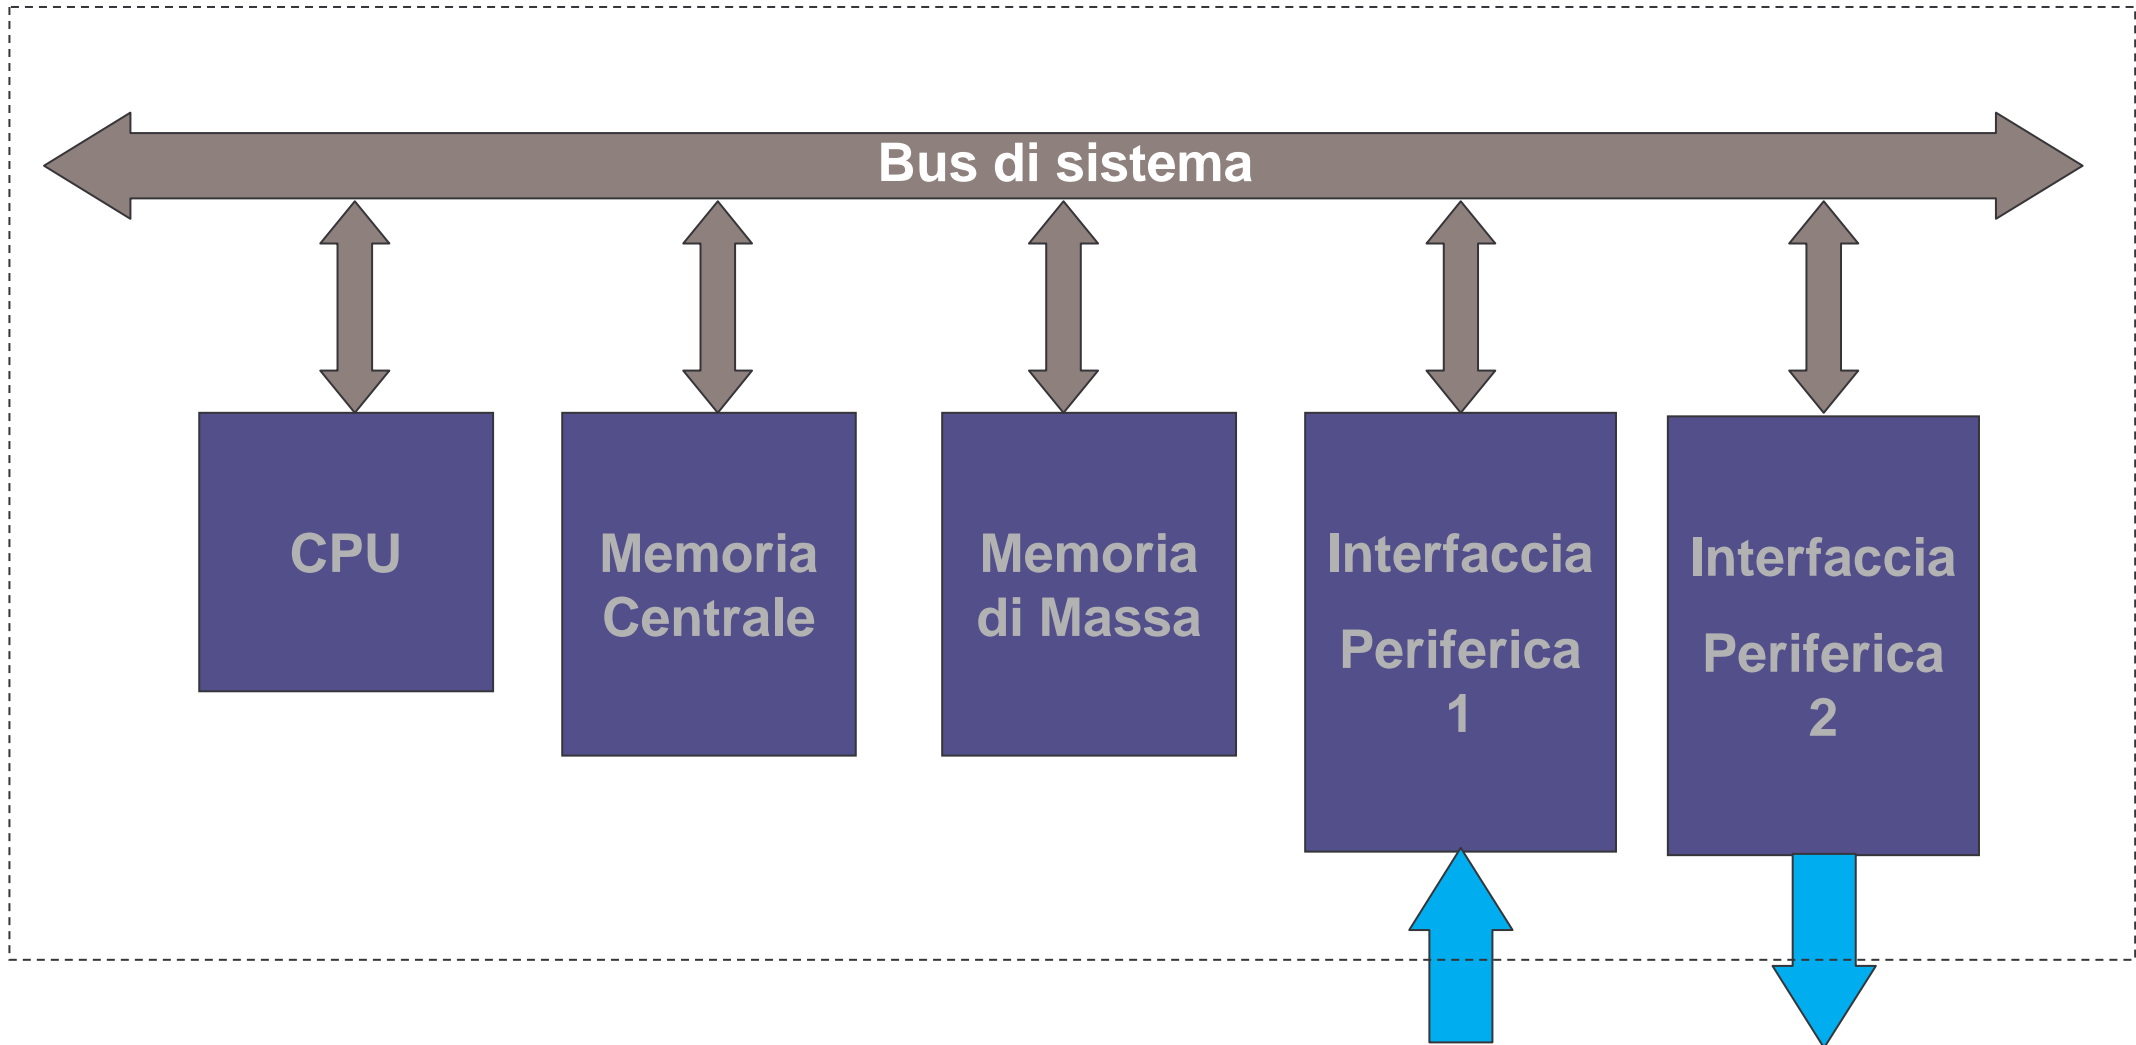 Bus di sistema
CPU
Memoria
Centrale
Memoria
di Massa
Interfaccia
Periferica
1
Interfaccia
Periferica
2